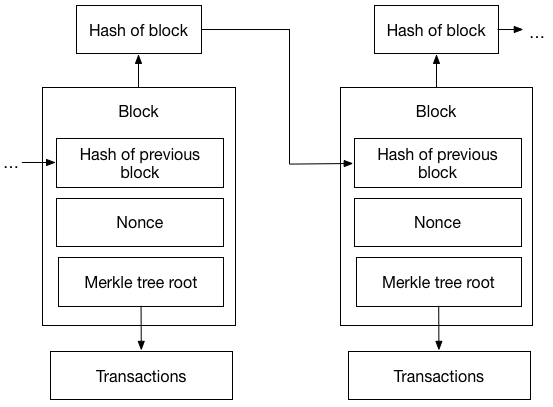 Hash of block
Hash of block
...
Block
Block
...
Hash of previous
block
Hash of previous
block
Nonce
Nonce
Merkle tree root
Merkle tree root
Transactions
Transactions